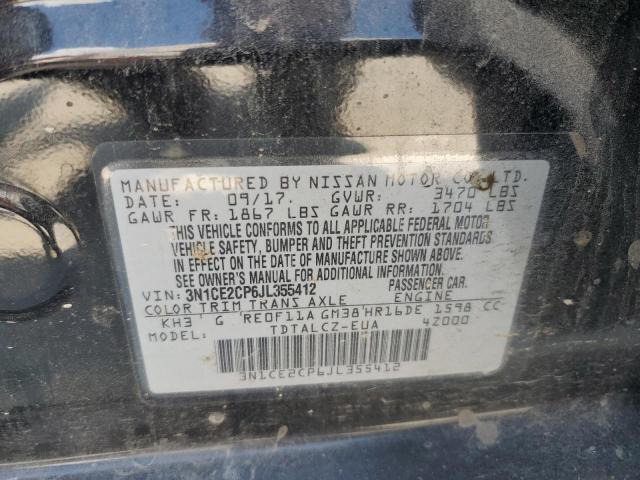 MANUFACTURED BY NISSAN MOTOR CO., LTD.
DATE: 09/17. GVWR: 3470 LBS
GAWR FR: 1867 LBS GAWR RR: 1704 LBS
THIS VEHICLE CONFORMS TO ALL APPLICABLE FEDERAL MOTOR
VEHICLE SAFETY, BUMPER AND THEFT PREVENTION STANDARDS
IN EFFECT ON THE DATE OF MANUFACTURE SHOWN ABOVE.
SEE OWNER'S MANUAL FOR ADDITIONAL INFORMATION.
VIN: 3N1CE2CP6JL355412 PASSENGER CAR.
COLOR TRIM TRANS AXLE ENGINE
KH3 G RE0F11A GM38 HR16DE 1598 CC
MODEL: TDTALCZ-EUA 4Z000
3N1CE2CP6JL355412